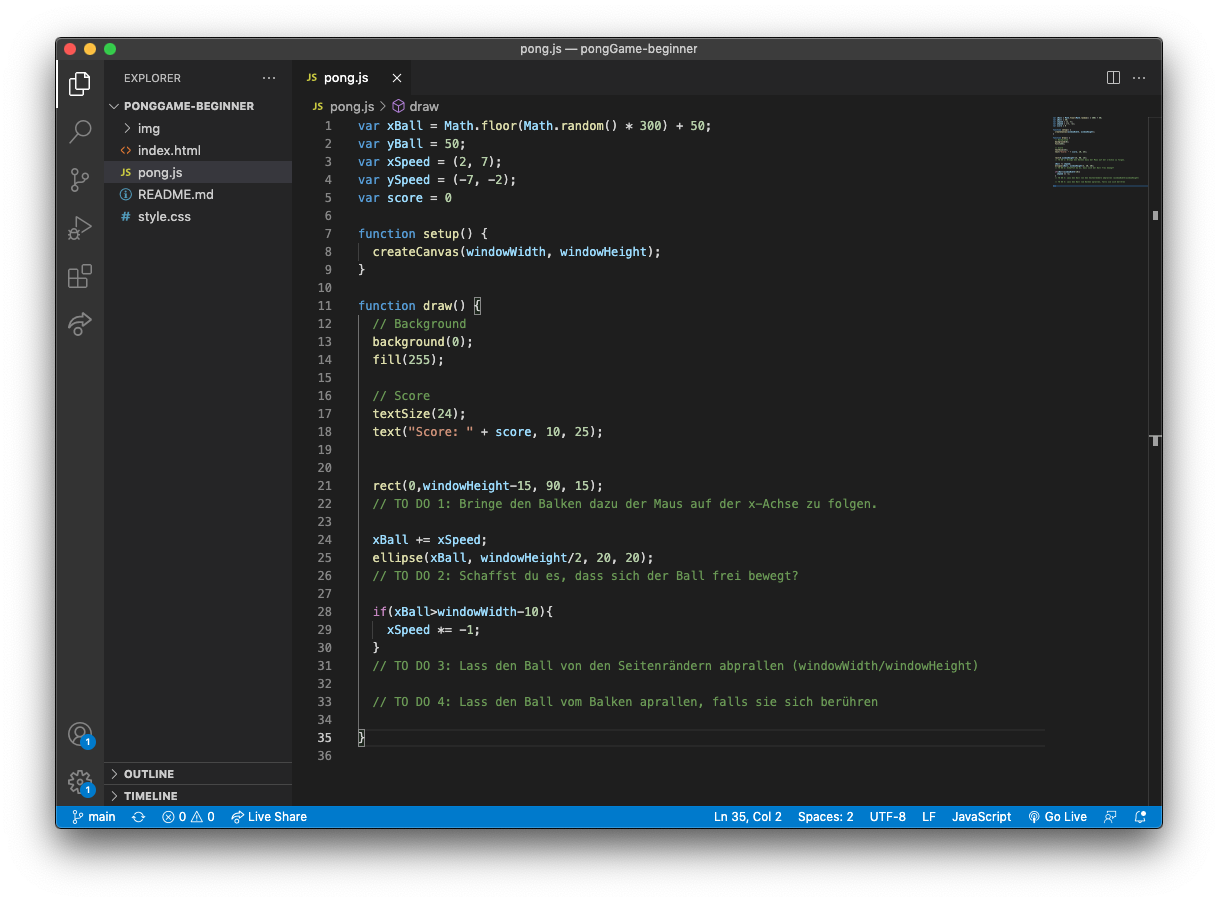 pong.js — pongGame-beginner
EXPLORER
PONGGAME-BEGINNER
img
<> index.html
JS pong.js
README.md
# style.css
OUTLINE
TIMELINE
JS pong.js
JS pong.js > draw
1 var xBall = Math.floor(Math.random() * 300) + 50;
2 var yBall = 50;
3 var xSpeed = (2, 7);
4 var ySpeed = (-7, -2);
5 var score = 0
6
7 function setup() {
8 createCanvas(windowWidth, windowHeight);
9 }
10
11 function draw() {
12 // Background
13 background(0);
14 fill(255);
15
16 // Score
17 textSize(24);
18 text("Score: " + score, 10, 25);
19
20
21 rect(0,windowHeight-15, 90, 15);
22 // TO DO 1: Bringe den Balken dazu der Maus auf der x-Achse zu folgen.
23
24 xBall += xSpeed;
25 ellipse(xBall, windowHeight/2, 20, 20);
26 // TO DO 2: Schaffst du es, dass sich der Ball frei bewegt?
27
28 if(xBall>windowWidth-10){
29 xSpeed *= -1;
30 }
31 // TO DO 3: Lass den Ball von den Seitenrändern abprallen (windowWidth/windowHeight)
32
33 // TO DO 4: Lass den Ball vom Balken aprallen, falls sie sich berühren
34
35 }
36
1
1
main
0
0
Live Share
Ln 35, Col 2
Spaces: 2
UTF-8
LF
JavaScript
Go Live